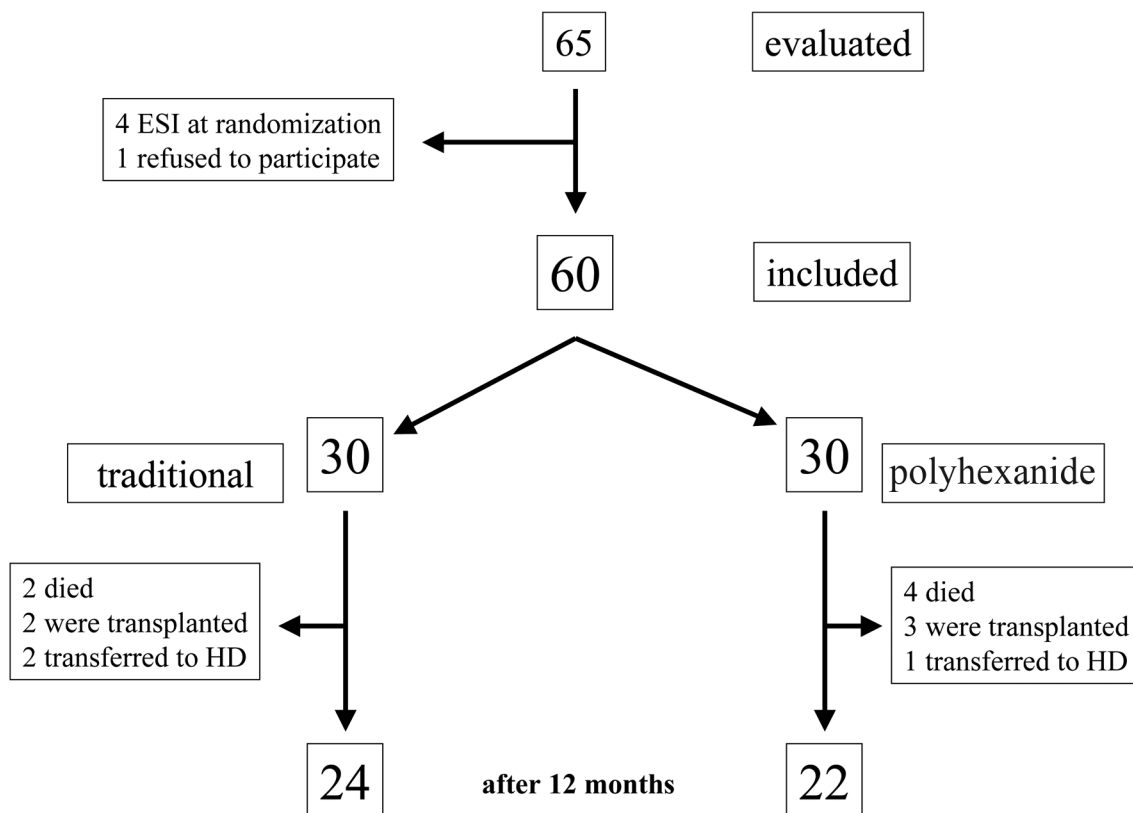 65
evaluated
4 ESI at randomization
1 refused to participate
60
included
traditional
30
30
polyhexanide
2 died
2 were transplanted
2 transferred to HD
4 died
3 were transplanted
1 transferred to HD
24
after 12 months
22